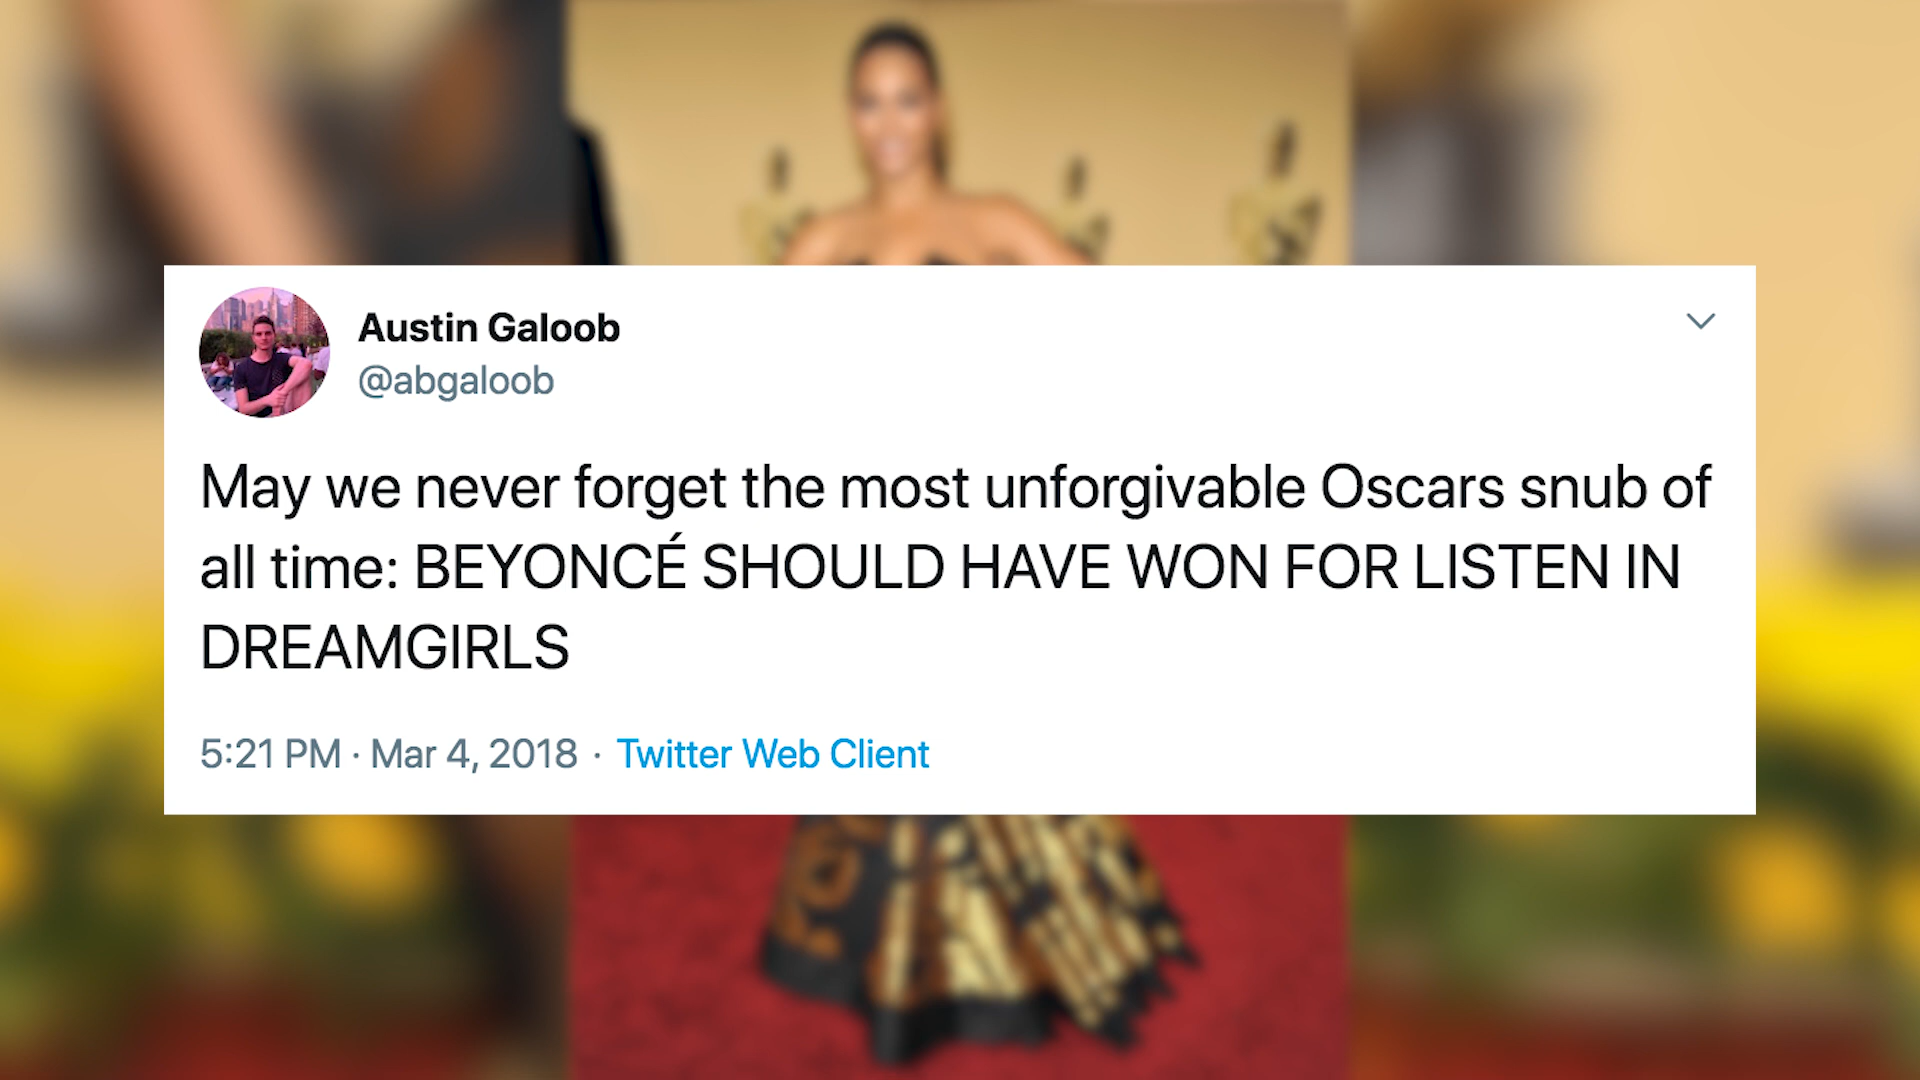 Austin Galoob
@abgaloob
May we never forget the most unforgivable Oscars snub of
all time: BEYONCÉ SHOULD HAVE WON FOR LISTEN IN
DREAMGIRLS
5:21 PM · Mar 4, 2018 · Twitter Web Client